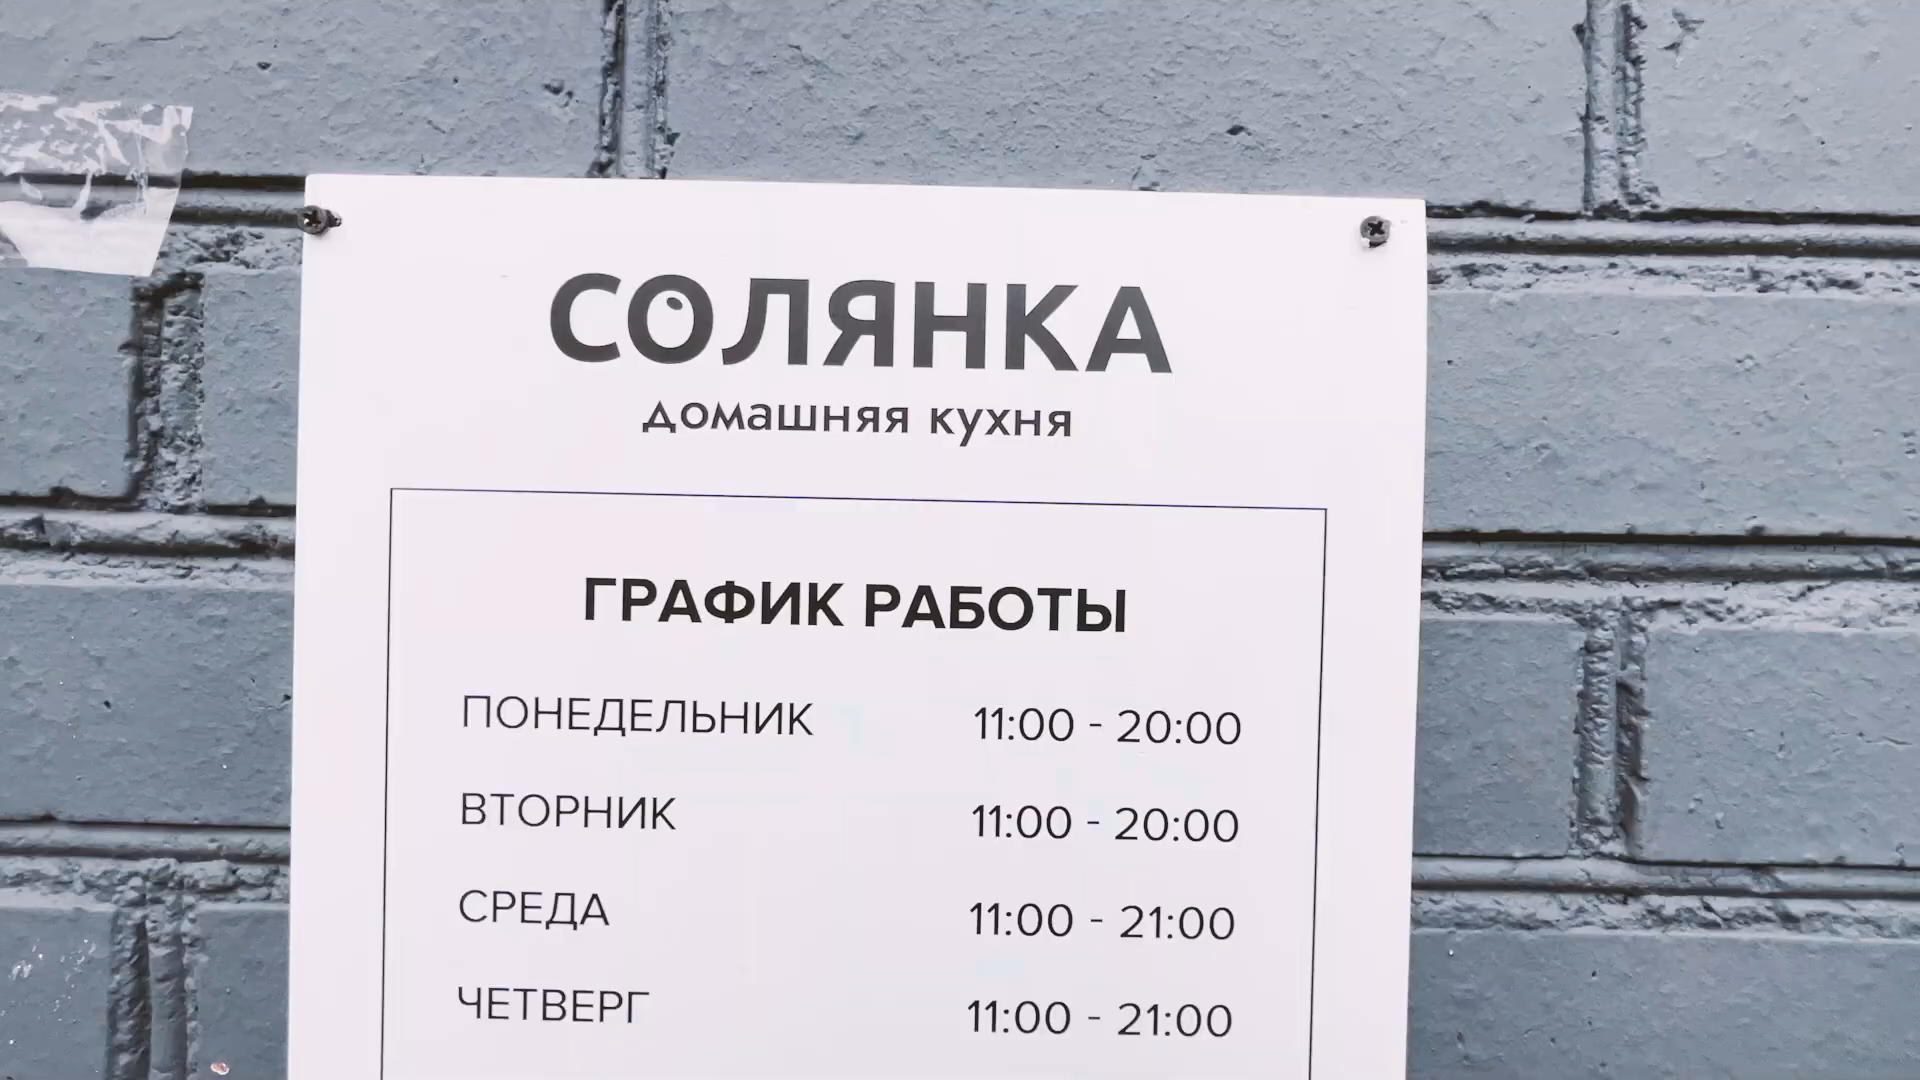 СОЛЯНКА
домашняя кухня
ГРАФИК РАБОТЫ
ПОНЕДЕЛЬНИК 11:00 - 20:00
ВТОРНИК 11:00 - 20:00
СРЕДА 11:00 - 21:00
ЧЕТВЕРГ 11:00 - 21:00